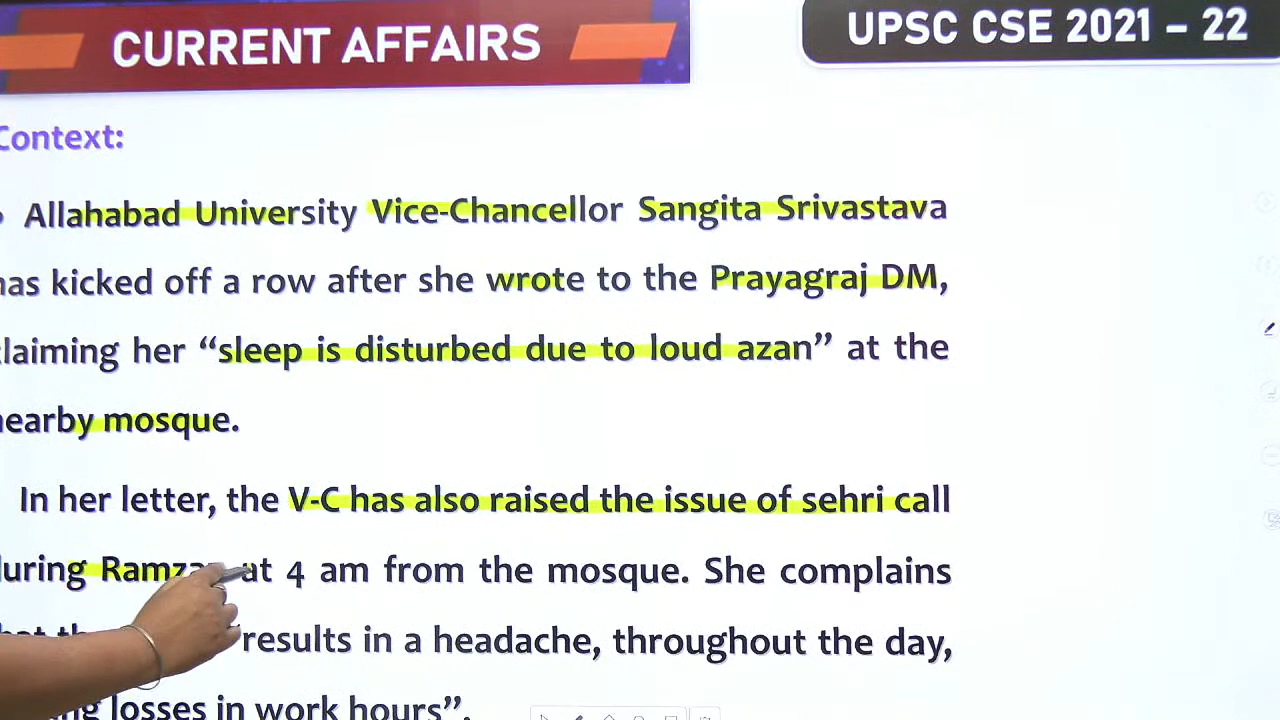 CURRENT AFFAIRS
UPSC CSE 2021 – 22
Context:
Allahabad University Vice-Chancellor Sangita Srivastava
has kicked off a row after she wrote to the Prayagraj DM,
claiming her “sleep is disturbed due to loud azan” at the
nearby mosque.
In her letter, the V-C has also raised the issue of sehri call
during Ramzan at 4 am from the mosque. She complains
results in a headache, throughout the day,
losses in work hours”.